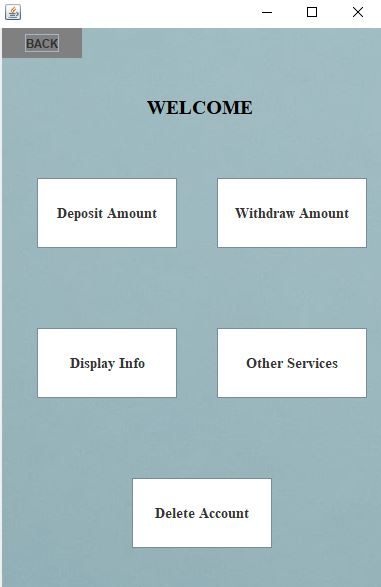 BACK
WELCOME
Deposit Amount
Withdraw Amount
Display Info
Other Services
Delete Account